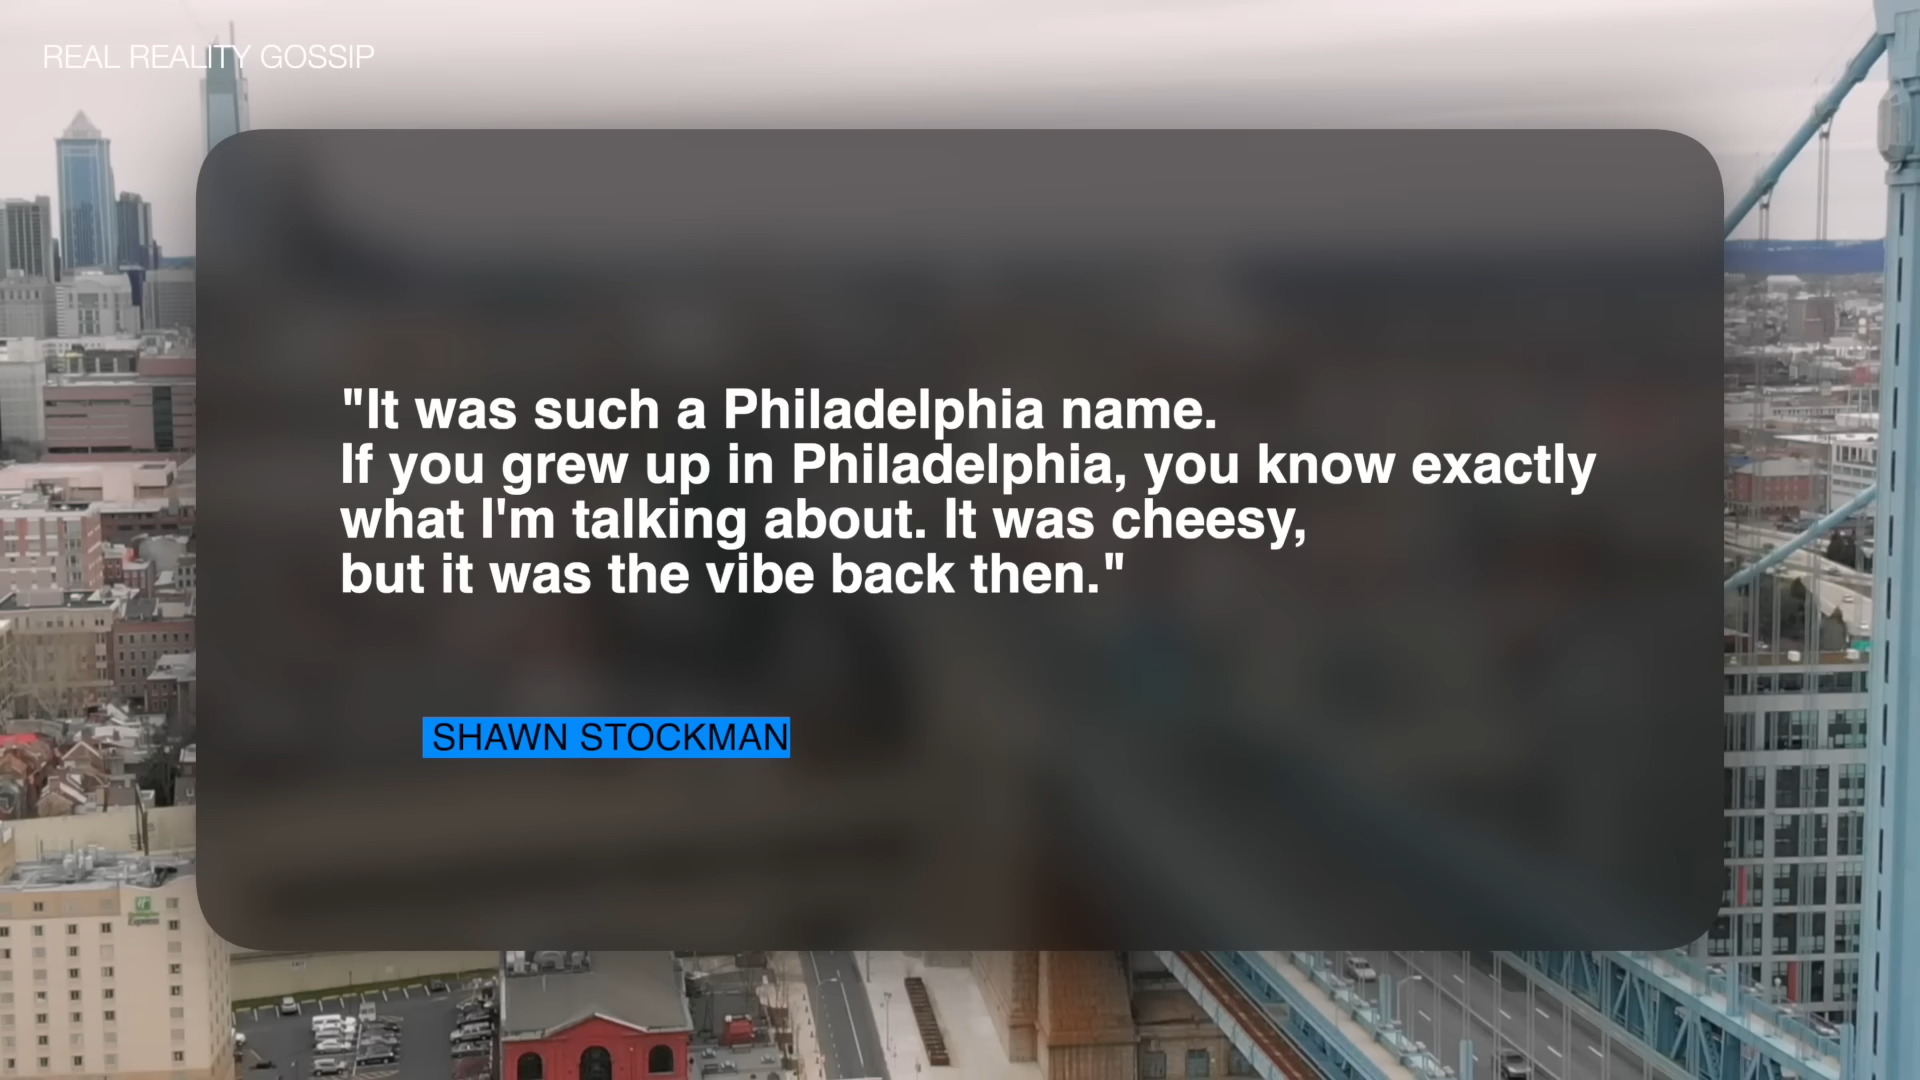 REAL REALITY GOSSIP
"It was such a Philadelphia name.
If you grew up in Philadelphia, you know exactly
what I'm talking about. It was cheesy,
but it was the vibe back then."
SHAWN STOCKMAN